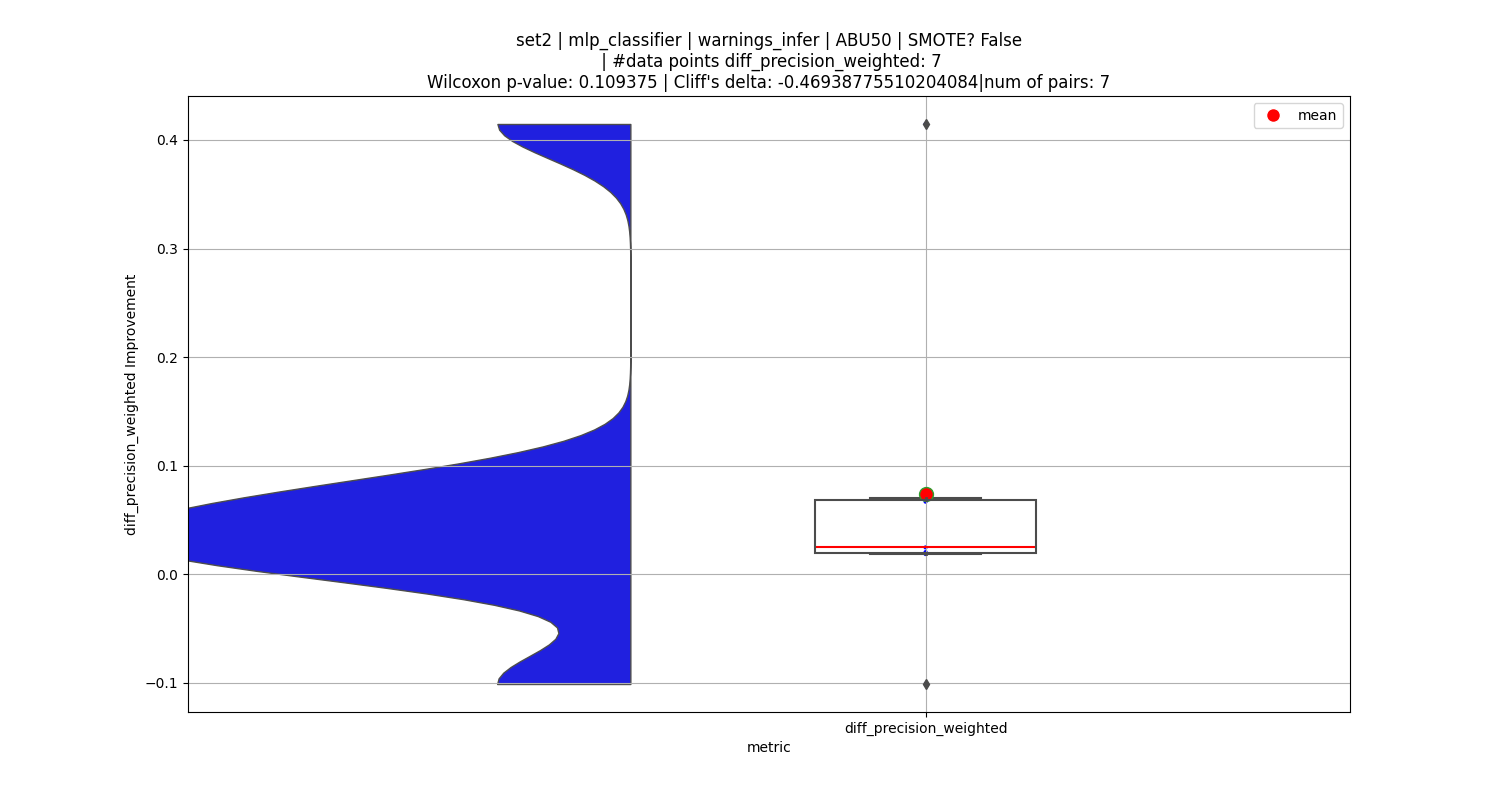 set2 | mlp_classifier | warnings_infer | ABU50 | SMOTE? False
| #data points diff_precision_weighted: 7
Wilcoxon p-value: 0.109375 | Cliff's delta: -0.46938775510204084|num of pairs: 7
mean
0.4
0.3
0.2
0.1
0.0
−0.1
diff_precision_weighted Improvement
diff_precision_weighted
metric